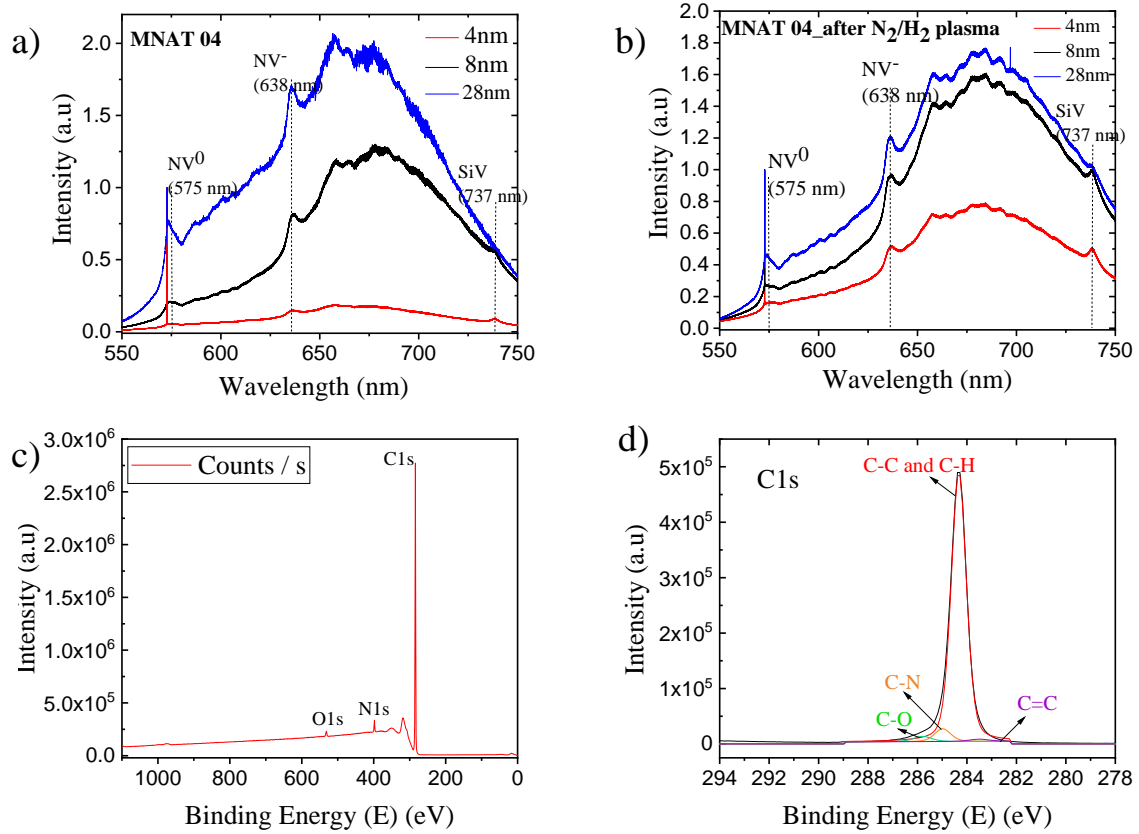 a)
MNAT 04
4nm
8nm
28nm
NV⁻
(638 nm)
NV⁰
(575 nm)
SiV
(737 nm)
2.0
1.5
1.0
0.5
0.0
550 600 650 700 750
Intensity (a.u)
Wavelength (nm)
b)
MNAT 04_after N₂/H₂ plasma
4nm
8nm
28nm
NV⁻
(638 nm)
NV⁰
(575 nm)
SiV
(737 nm)
1.8
1.6
1.4
1.2
1.0
0.8
0.6
0.4
0.2
0.0
550 600 650 700 750
Intensity (a.u)
Wavelength (nm)
c)
Counts / s
C1s
O1s
N1s
3.0x10⁶
2.5x10⁶
2.0x10⁶
1.5x10⁶
1.0x10⁶
5.0x10⁵
0.0
1000 800 600 400 200 0
Intensity (a.u)
Binding Energy (E) (eV)
d)
C1s
C-C and C-H
C-N
C-O
C=C
5x10⁵
4x10⁵
3x10⁵
2x10⁵
1x10⁵
0
294 292 290 288 286 284 282 280 278
Intensity (a.u)
Binding Energy (E) (eV)